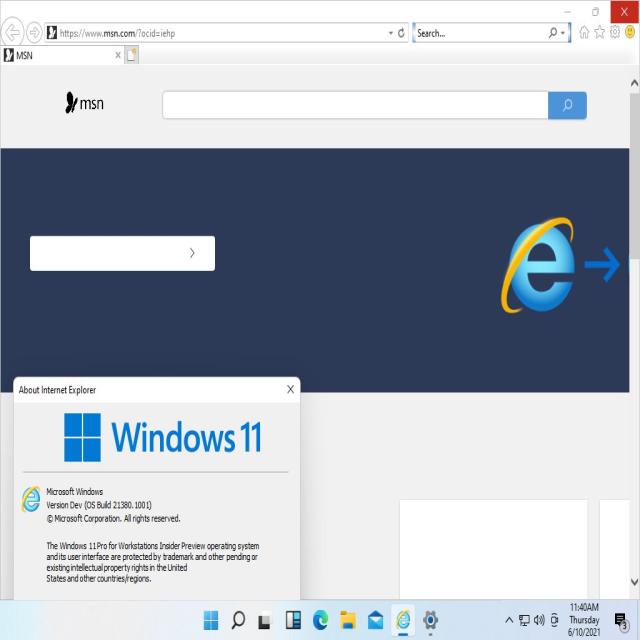 https://www.msn.com/?ocid=iehp
Search...
MSN
msn
About Internet Explorer
Windows 11
Microsoft Windows
Version Dev (OS Build 21380.1001)
© Microsoft Corporation. All rights reserved.
The Windows 11 Pro for Workstations Insider Preview operating system
and its user interface are protected by trademark and other pending or
existing intellectual property rights in the United
States and other countries/regions.
11:40AM
Thursday
6/10/2021
3